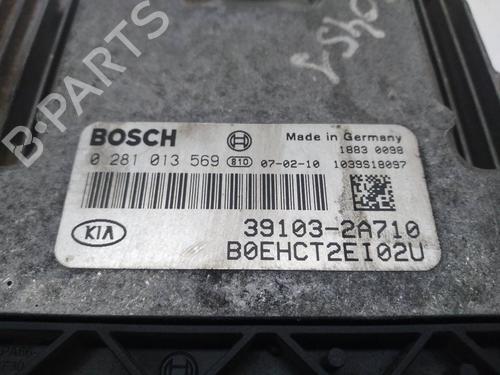 B-PARTS
BOSCH
Made in Germany
1883 0098
0 281 013 569 810 07-02-10 1039S18097
KIA
39103-2A710
B0EHCT2EI02U